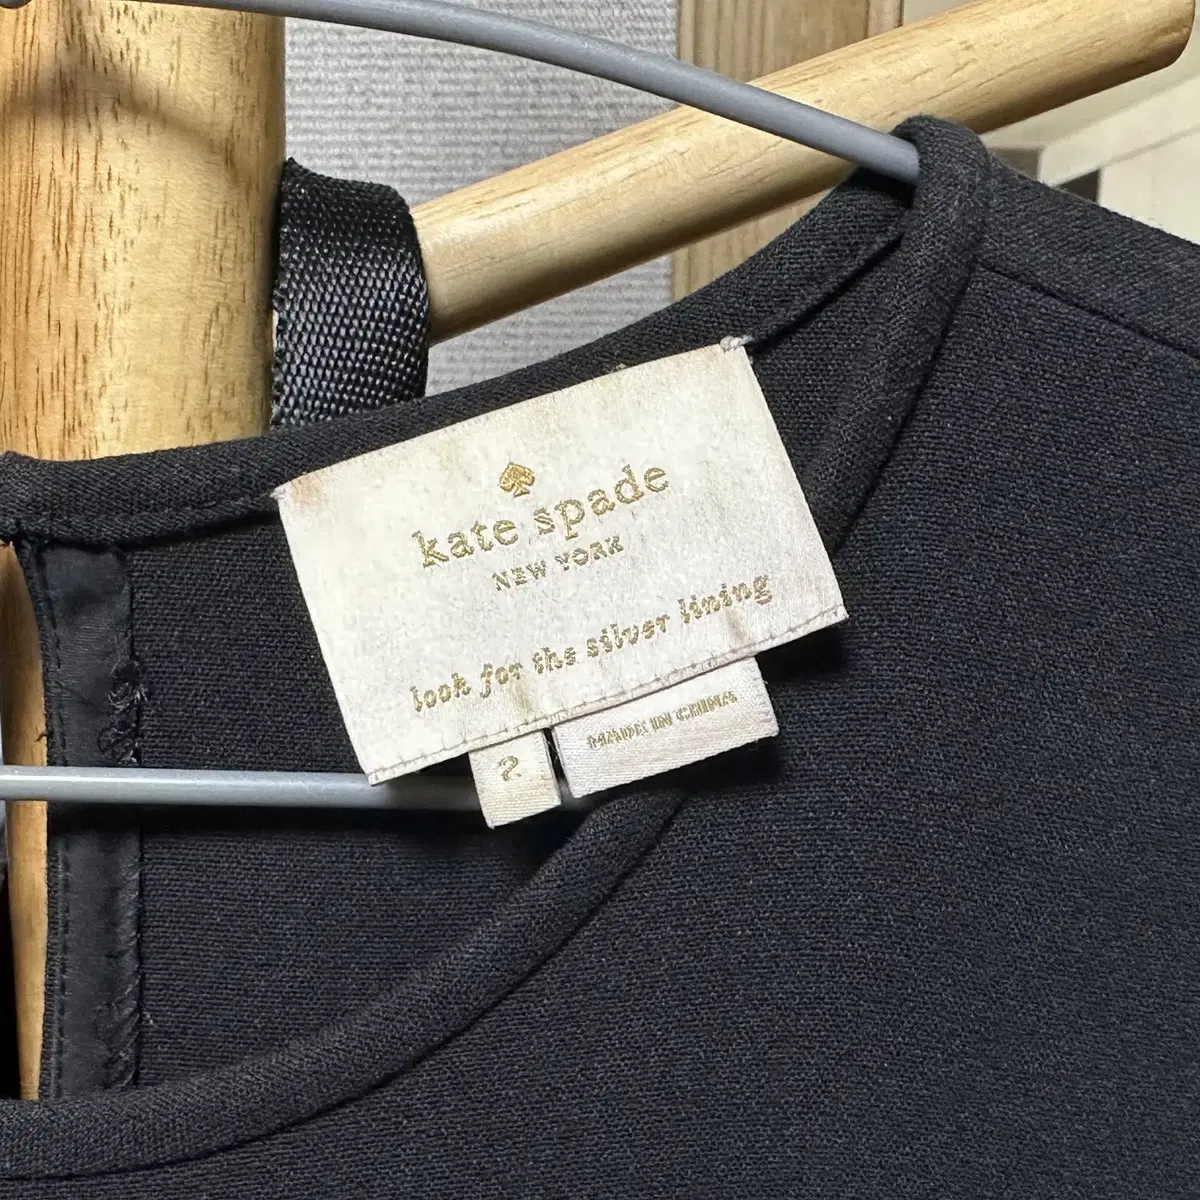 kate spade
NEW YORK
look for the silver lining
2
MADE IN CHINA